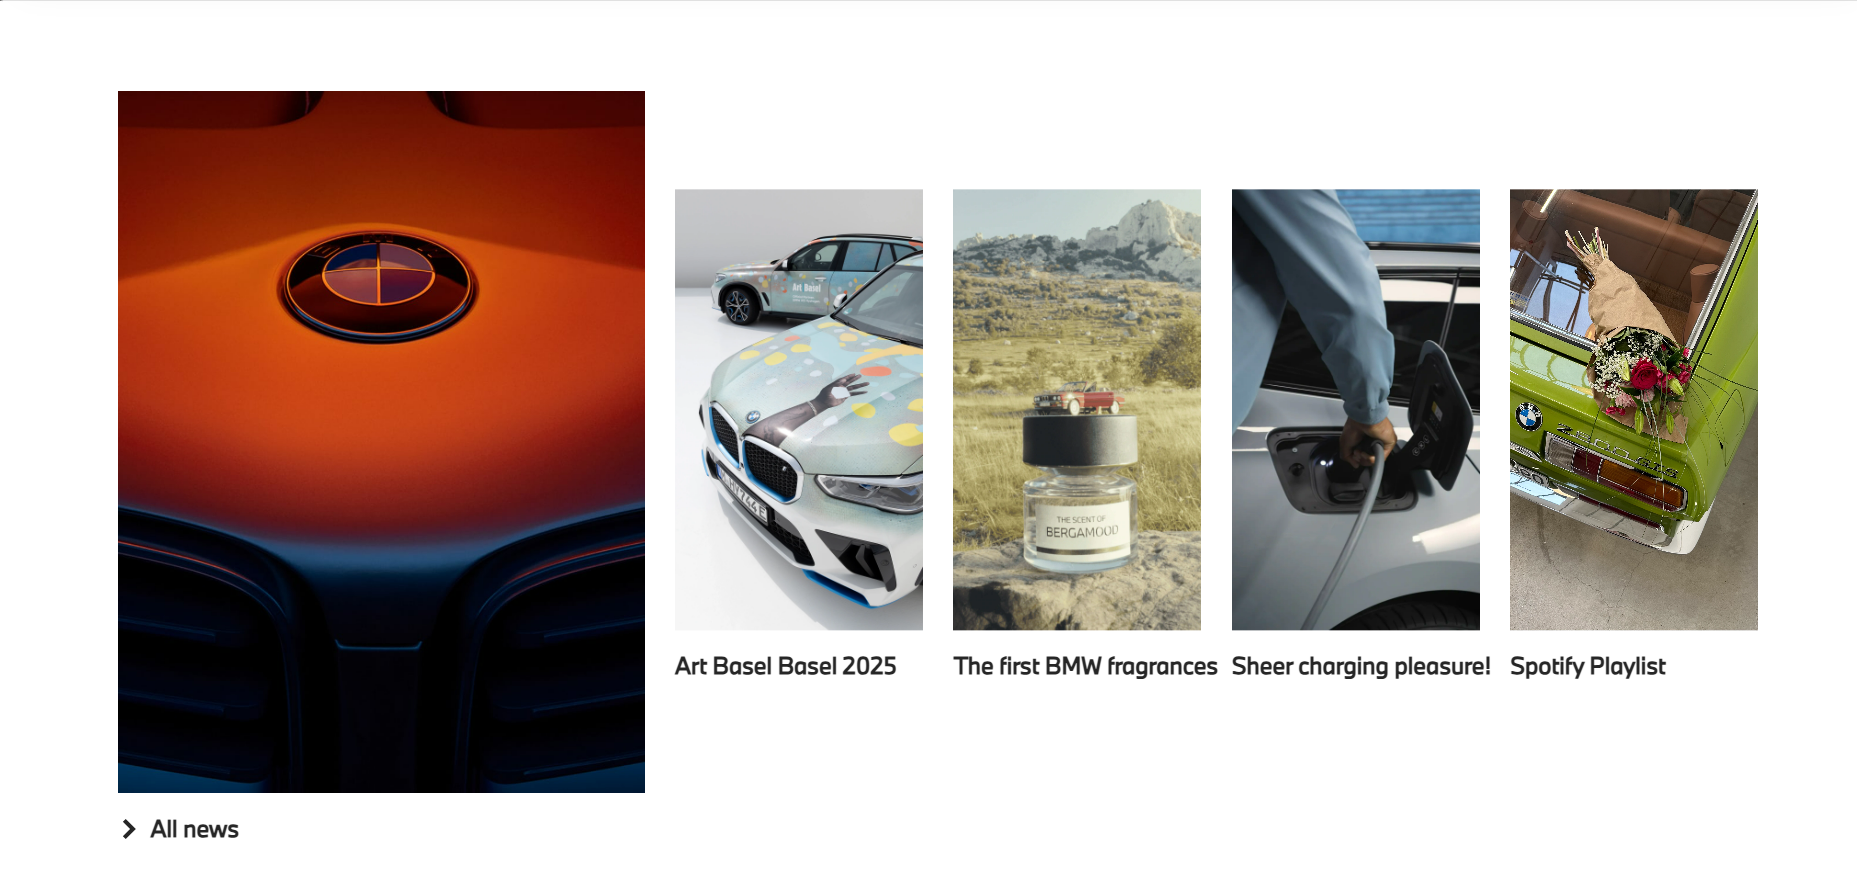 Art Basel
THE SCENT OF
BERGAMOOD
BMW
Art Basel Basel 2025
The first BMW fragrances
Sheer charging pleasure!
Spotify Playlist
All news